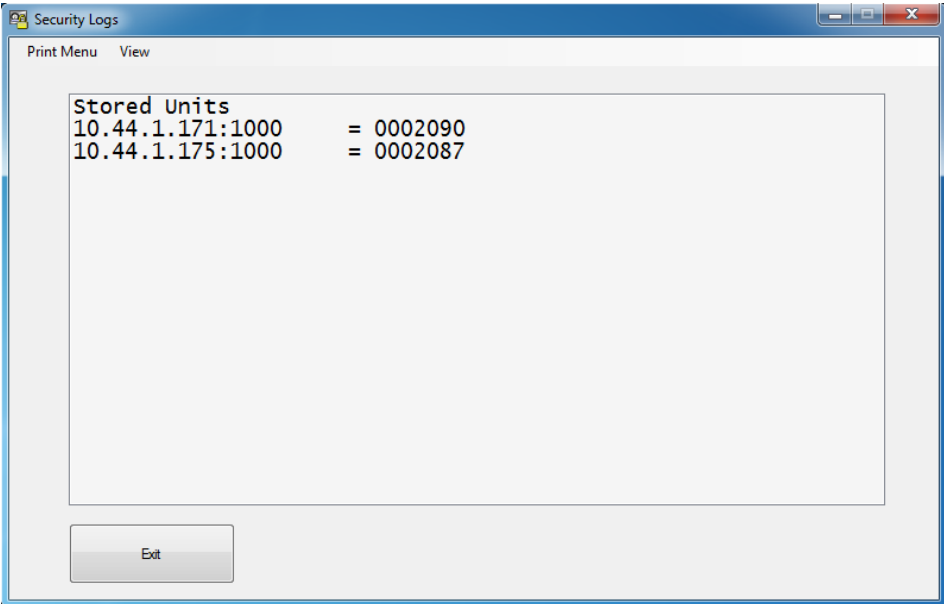 Security Logs
Print Menu View
Stored Units
10.44.1.171:1000 = 0002090
10.44.1.175:1000 = 0002087
Exit